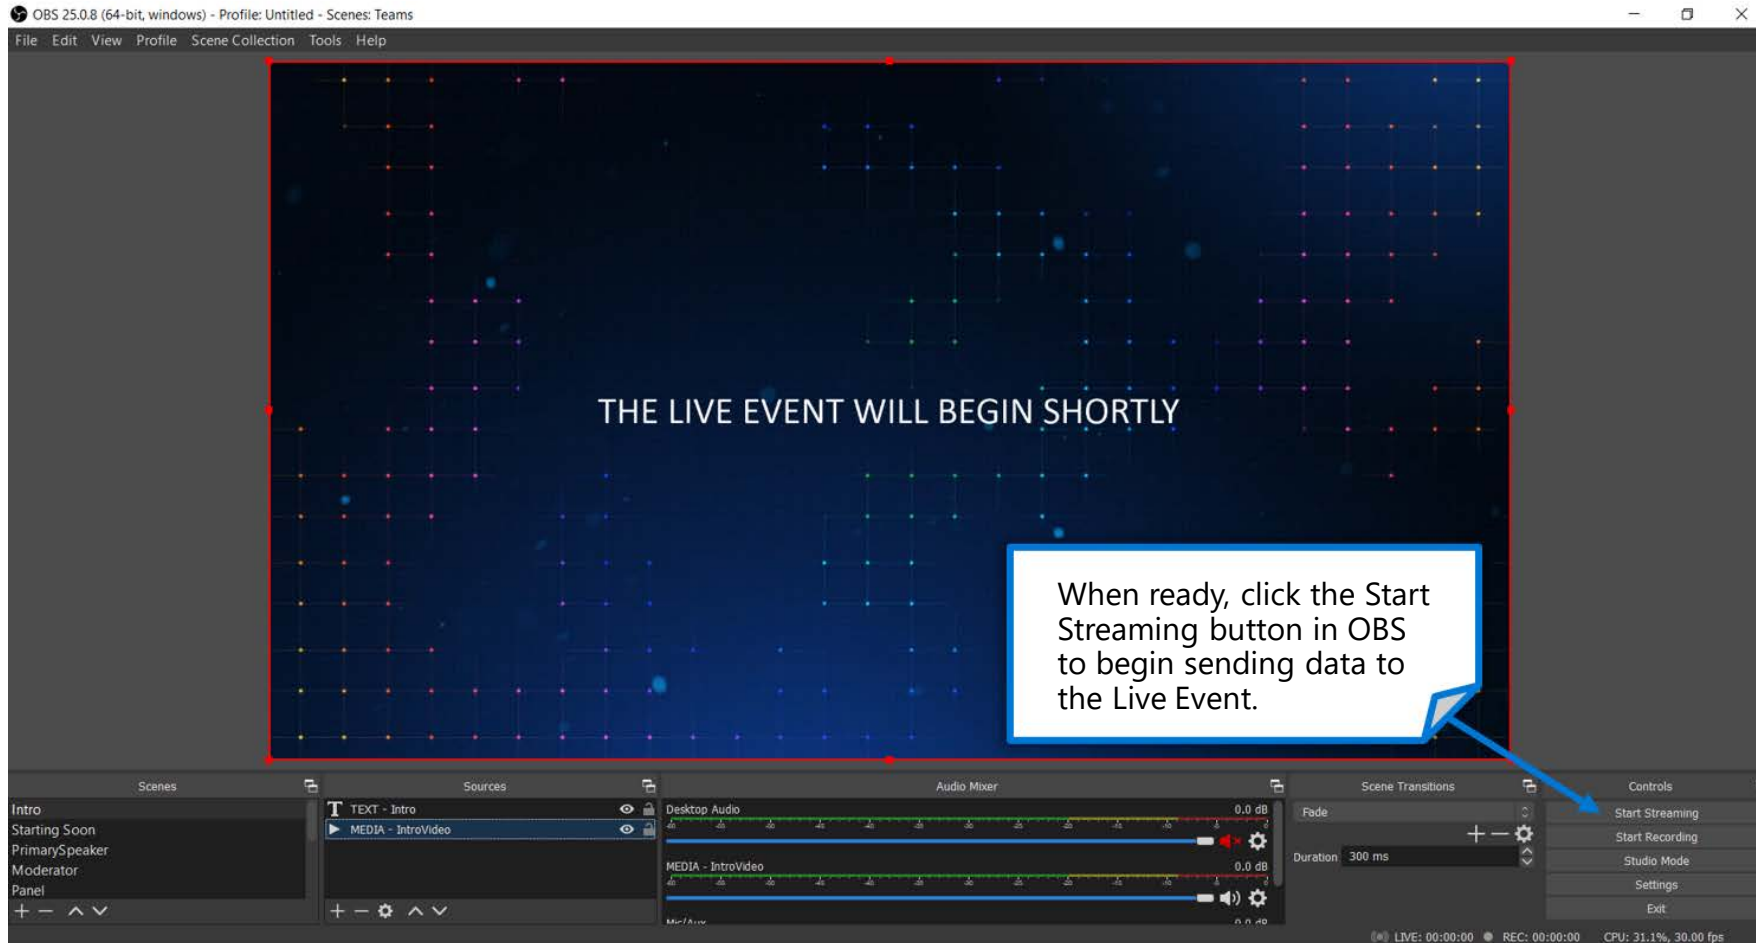 OBS 25.0.8 (64-bit, windows) - Profile: Untitled - Scenes: Teams
File Edit View Profile Scene Collection Tools Help
THE LIVE EVENT WILL BEGIN SHORTLY
When ready, click the Start
Streaming button in OBS
to begin sending data to
the Live Event.
Scenes
Intro
Starting Soon
PrimarySpeaker
Moderator
Panel
Sources
TEXT - Intro
MEDIA - IntroVideo
Audio Mixer
Desktop Audio 0.0 dB
MEDIA - IntroVideo 0.0 dB
Mic/Aux 0.0 dB
Scene Transitions
Fade
Duration 300 ms
Controls
Start Streaming
Start Recording
Studio Mode
Settings
Exit
LIVE: 00:00:00 REC: 00:00:00 CPU: 31.1%, 30.00 fps